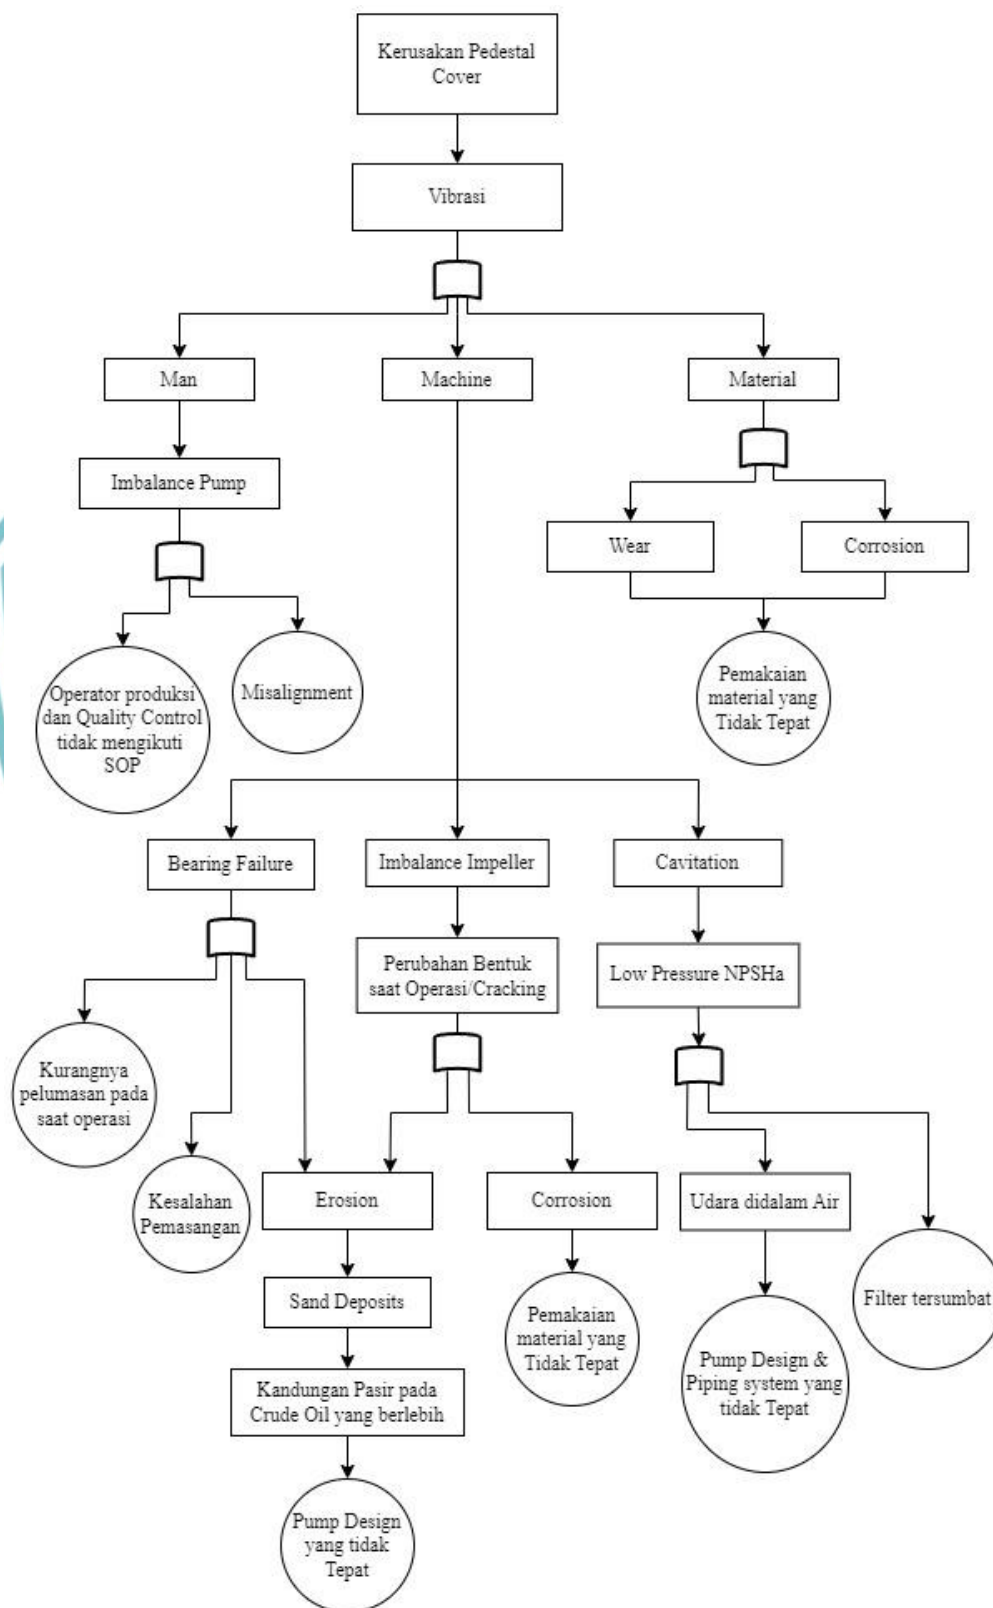 Kerusakan Pedestal
Cover
Vibrasi
Man
Machine
Material
Imbalance Pump
Wear
Corrosion
Operator produksi
dan Quality Control
tidak mengikuti
SOP
Misalignment
Pemakaian
material yang
Tidak Tepat
Bearing Failure
Imbalance Impeller
Cavitation
Perubahan Bentuk
saat Operasi/Cracking
Low Pressure NPSHa
Kurangnya
pelumasan pada
saat operasi
Kesalahan
Pemasangan
Erosion
Corrosion
Udara didalam Air
Sand Deposits
Pemakaian
material yang
Tidak Tepat
Filter tersumbat
Pump Design &
Piping system yang
tidak Tepat
Kandungan Pasir pada
Crude Oil yang berlebih
Pump Design
yang tidak
Tepat